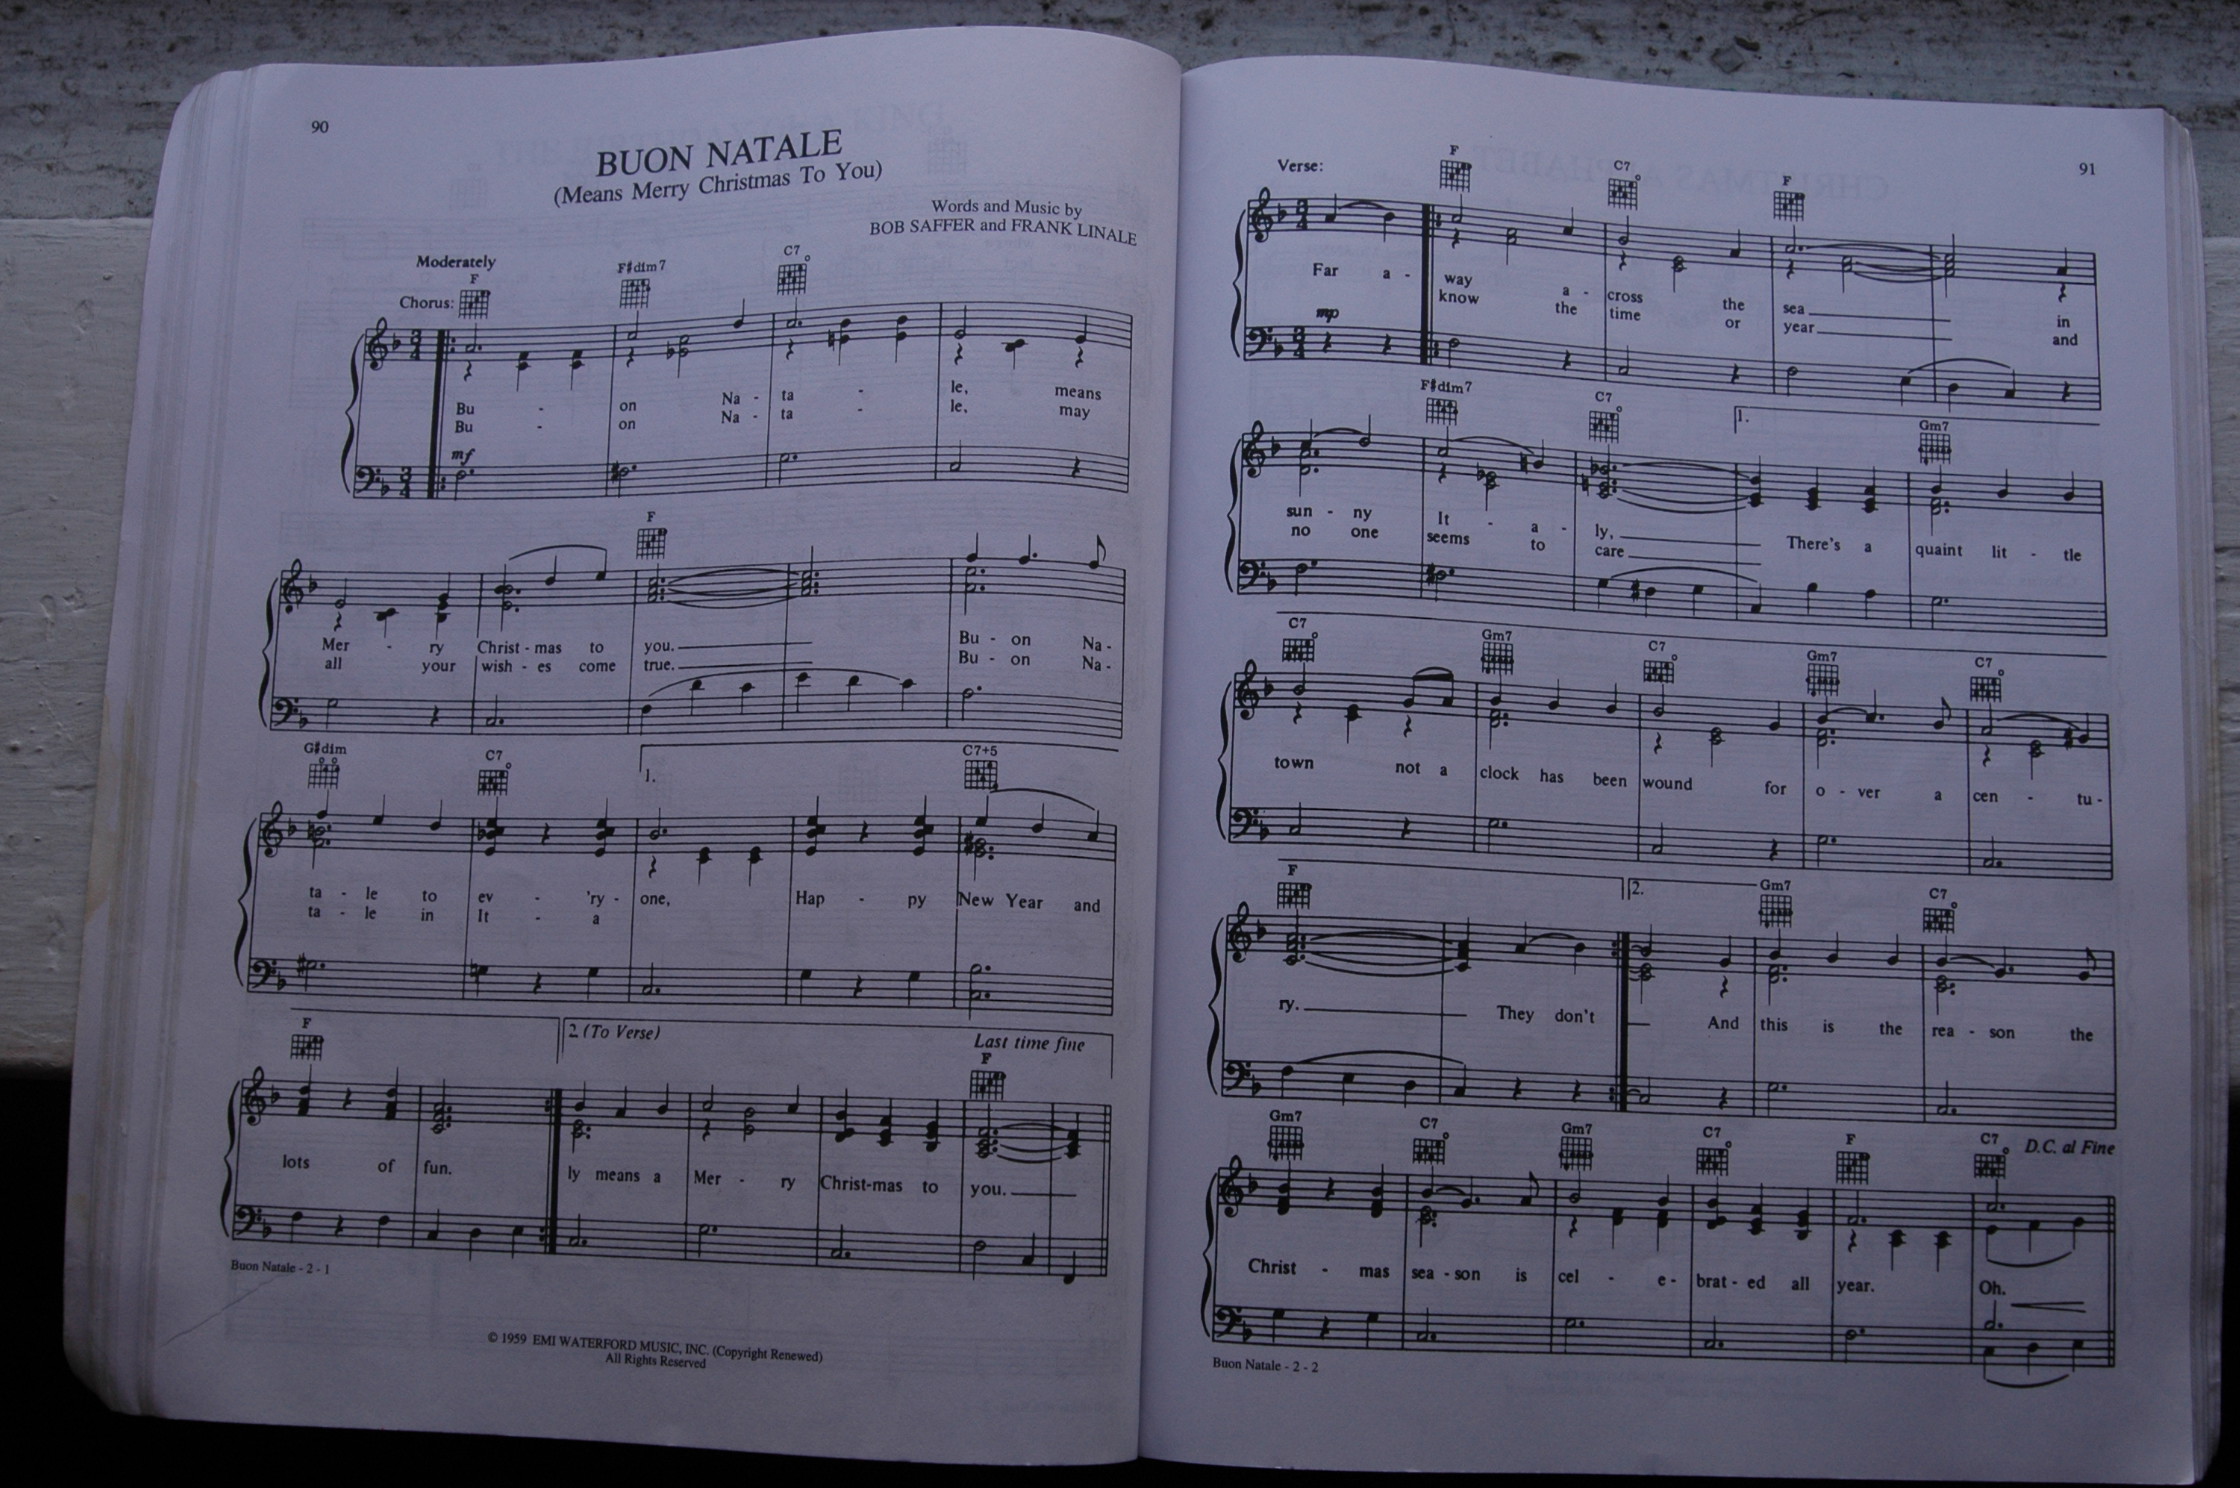 90
BUON NATALE
(Means Merry Christmas To You)
Words and Music by
BOB SAFFER and FRANK LINALE
Moderately
F F♯dim7 C7
Chorus:
Bu - on Na - ta - le, means
Bu - on Na - ta - le, may
mf
F
Mer - ry Christ - mas to you. Bu - on Na -
all your wish - es come true. Bu - on Na -
G♯dim C7 1. C7+5
ta - le to ev - 'ry - one, Hap - py New Year and
ta - le in It - a
F 2. (To Verse) Last time fine
F
lots of fun. ly means a Mer - ry Christ-mas to you.
Buon Natale - 2 - 1
© 1959 EMI WATERFORD MUSIC, INC. (Copyright Renewed)
All Rights Reserved
91
Verse: F C7 F
Far a - way a - cross the sea in
know the time or year and
mp
F♯dim7 C7 1. Gm7
sun - ny It - a - ly, There's a quaint lit - tle
no one seems to care
C7 Gm7 C7 Gm7 C7
town not a clock has been wound for o - ver a cen - tu -
F 2. Gm7 C7
ry. They don't And this is the rea - son the
Gm7 C7 Gm7 C7 F C7 D.C. al Fine
Christ - mas sea - son is cel - e - brat - ed all year. Oh.
Buon Natale - 2 - 2